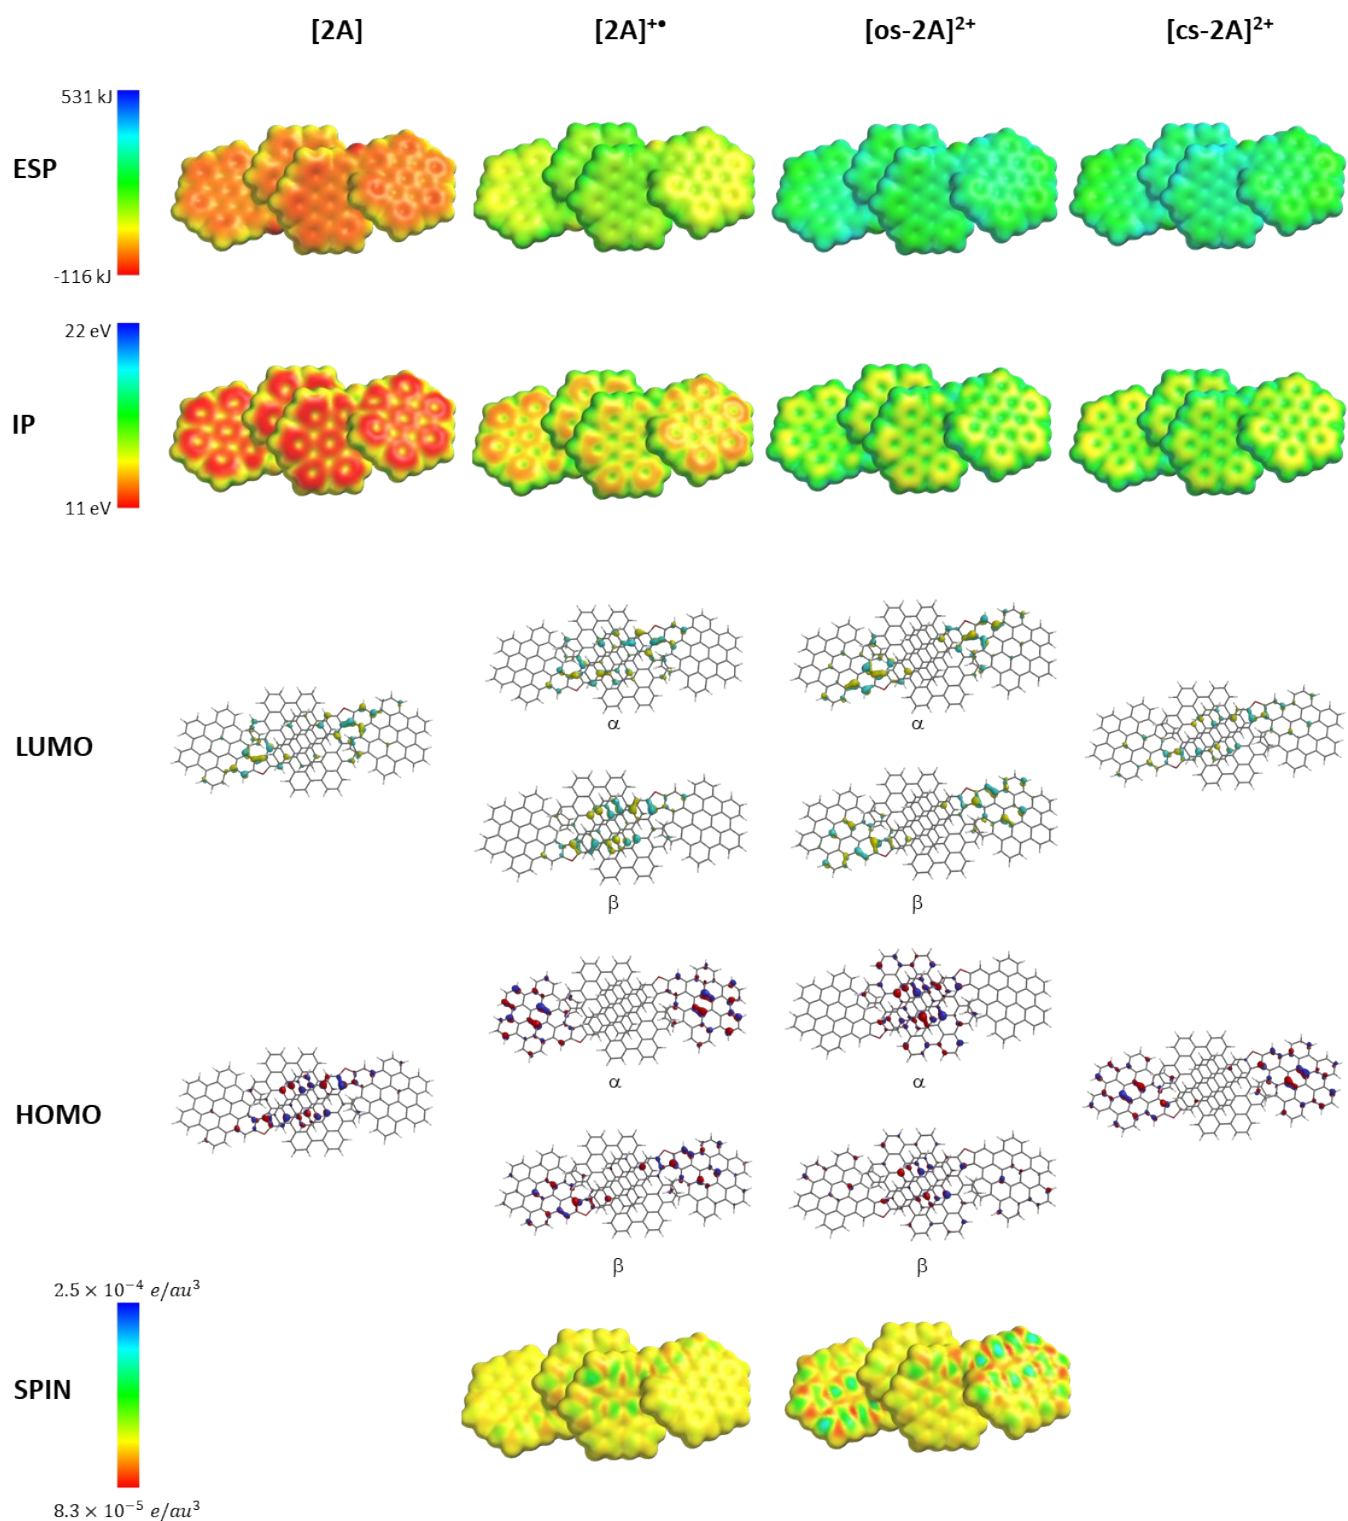 [2A] [2A]⁺• [os-2A]²⁺ [cs-2A]²⁺
531 kJ
ESP
-116 kJ
22 eV
IP
11 eV
α α
LUMO
β β
α α
HOMO
β β
2.5 × 10⁻⁴ e/au³
SPIN
8.3 × 10⁻⁵ e/au³